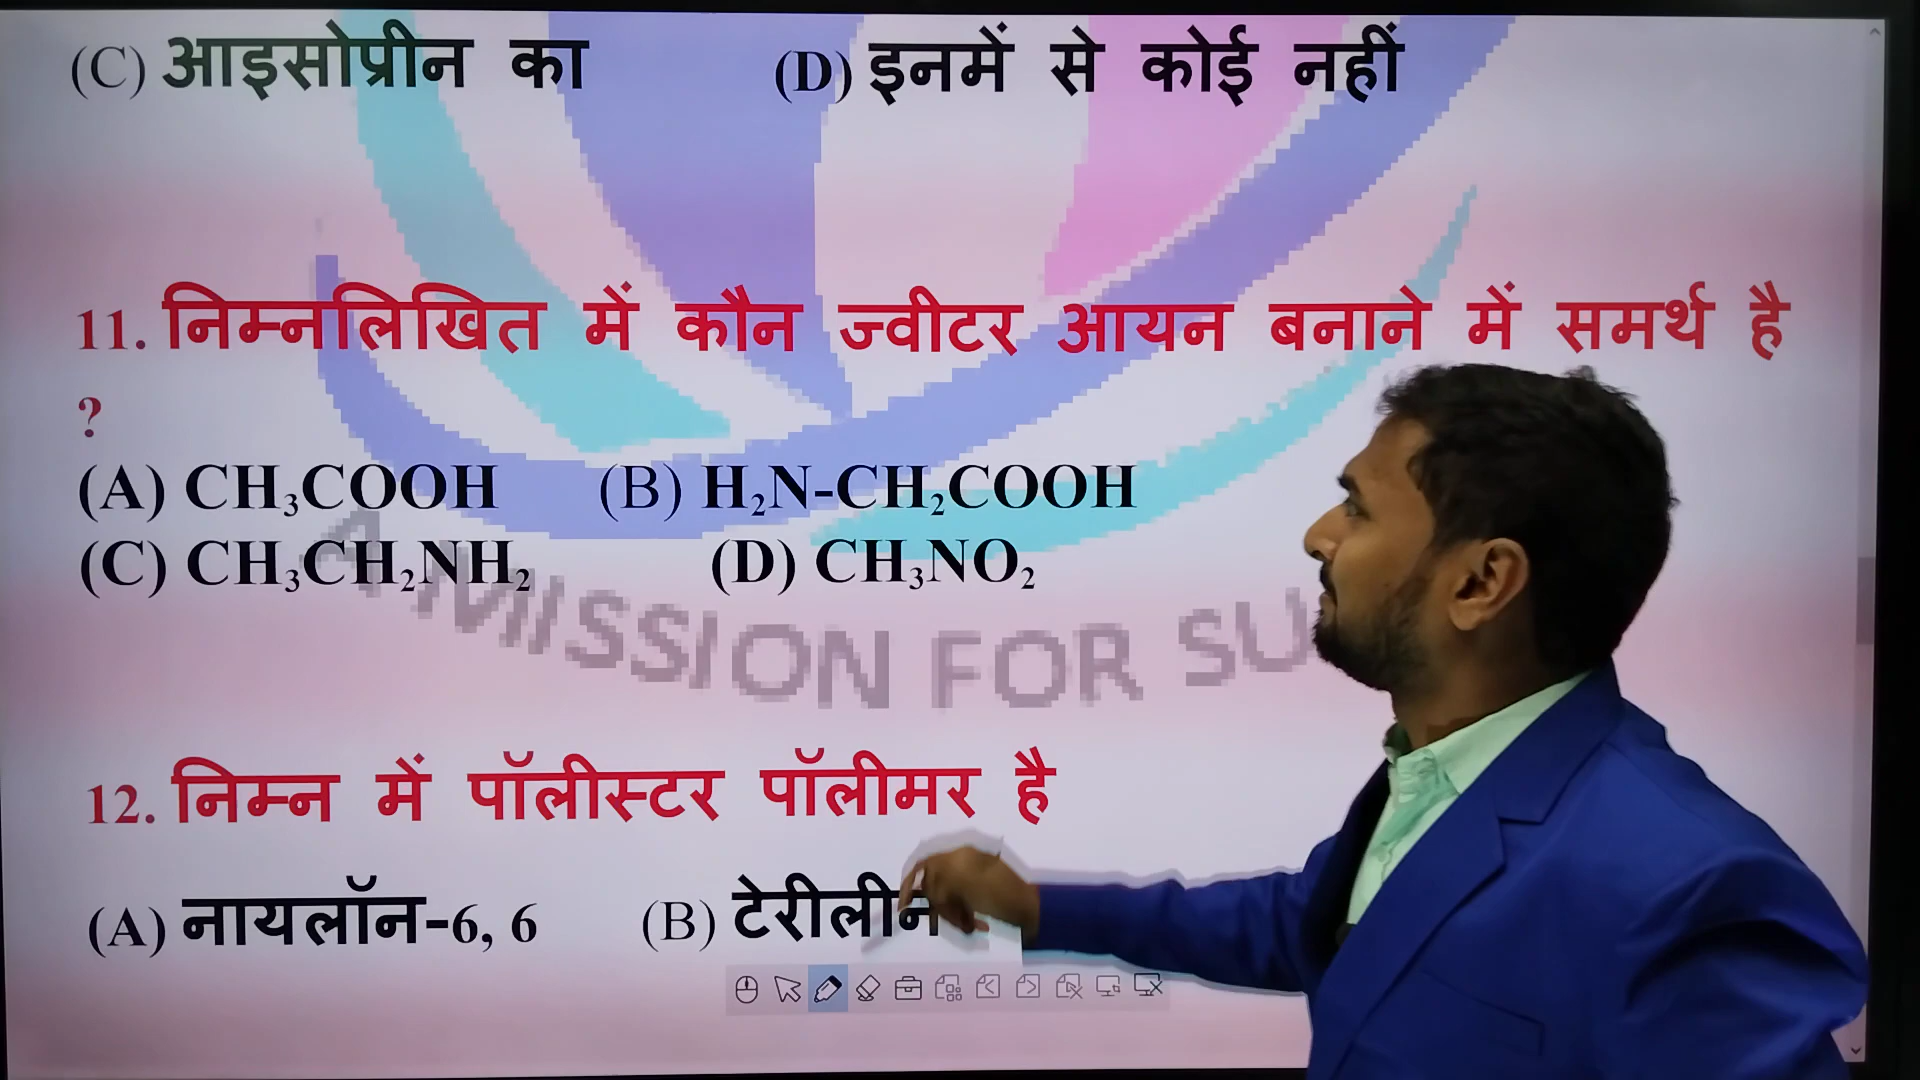 (C) आइसोप्रीन का (D) इनमें से कोई नहीं
11. निम्नलिखित में कौन ज्वीटर आयन बनाने में समर्थ है
?
(A) CH₃COOH (B) H₂N-CH₂COOH
(C) CH₃CH₂NH₂ (D) CH₃NO₂
A MISSION FOR SU
12. निम्न में पॉलीस्टर पॉलीमर है
(A) नायलॉन-6, 6 (B) टेरीलीन